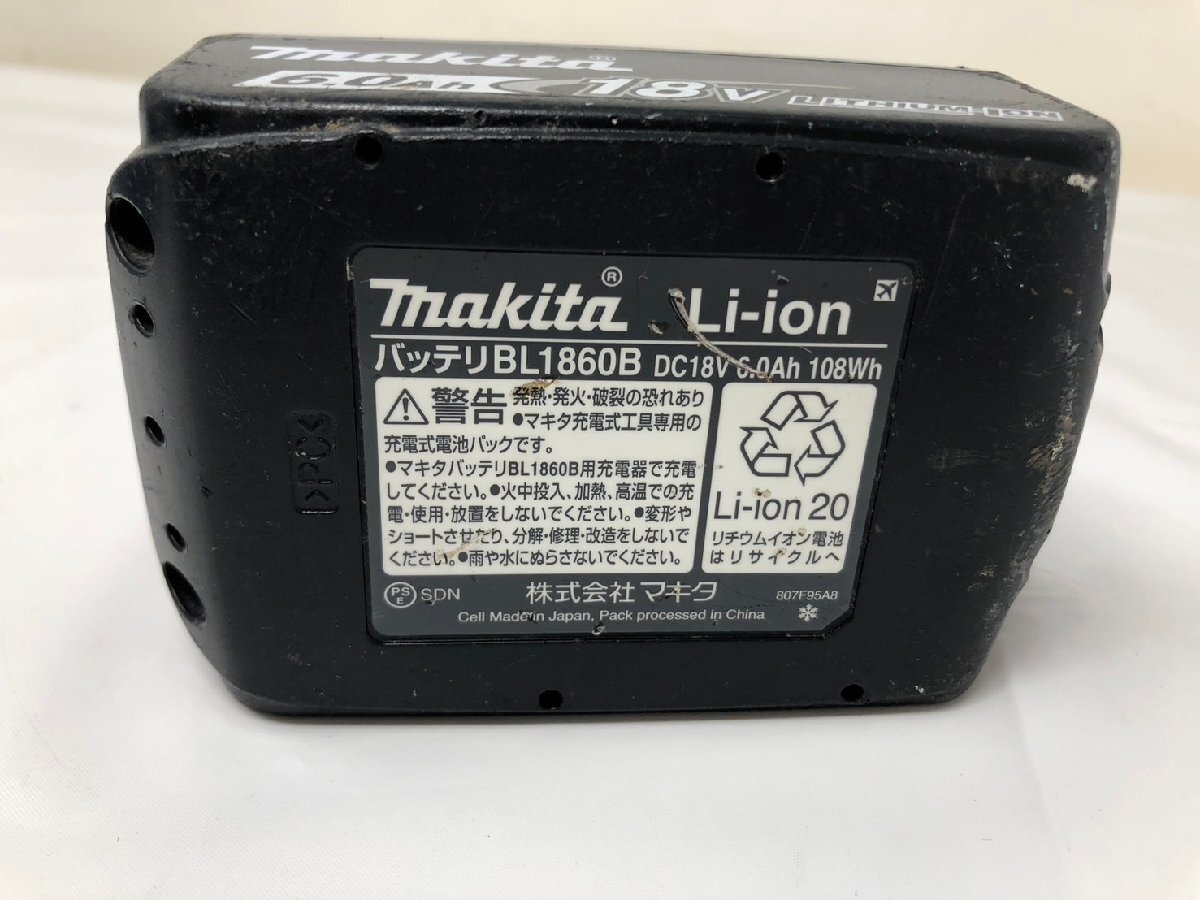 makita®
6.0Ah 18V LITHIUM-ION
makita® Li-ion
バッテリBL1860B DC18V 6.0Ah 108Wh
⚠警告 発熱・発火・破裂の恐れあり
●マキタ充電式工具専用の
充電式電池パックです。
●マキタバッテリBL1860B用充電器で充電
してください。●火中投入、加熱、高温での充
電・使用・放置をしないでください。●変形や
ショートさせたり、分解・修理・改造をしないで
ください。●雨や水にぬらさないでください。
Li-ion 20
リチウムイオン電池
はリサイクルへ
PSE SDN 株式会社マキタ 807F95A8
Cell Made in Japan, Pack processed in China
>PC<